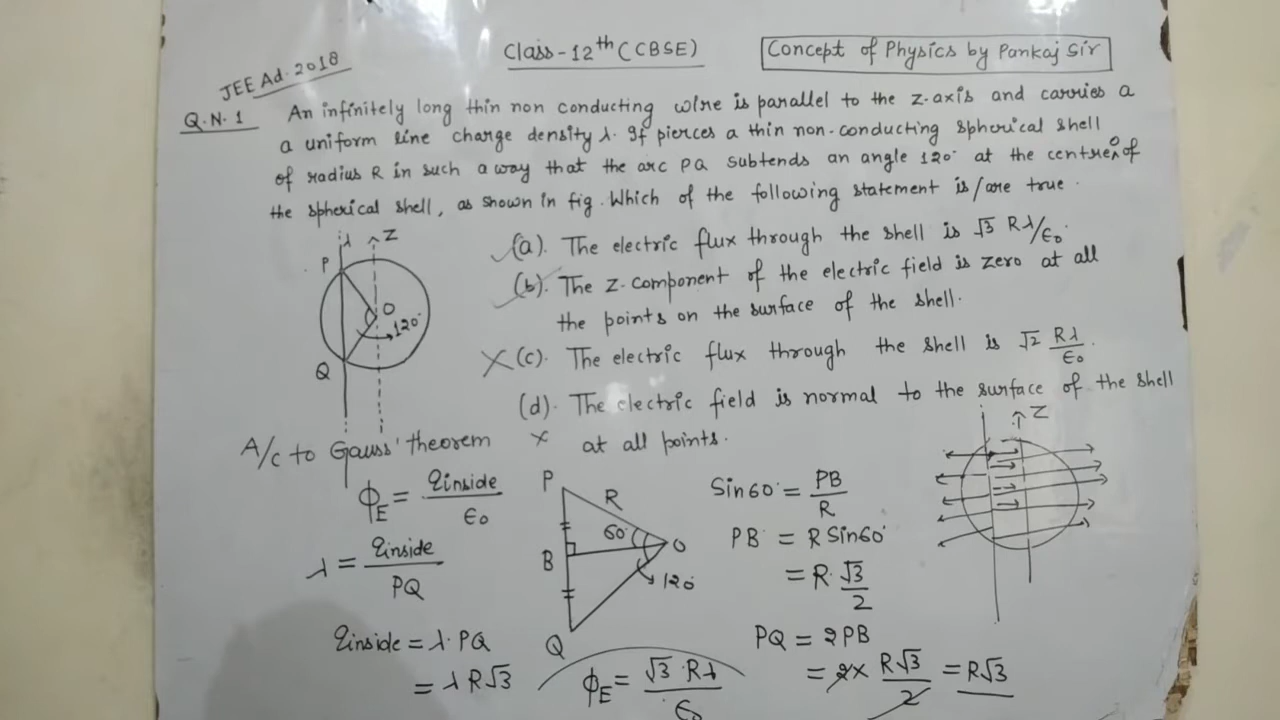 Class-12th (CBSE)
Concept of Physics by Pankaj Sir
JEE Ad. 2018
Q.N.1 An infinitely long thin non conducting wire is parallel to the z-axis and carries a
a uniform line charge density λ. If pierces a thin non-conducting spherical shell
of radius R in such a way that the arc PQ subtends an angle 120° at the centre O of
the spherical shell, as shown in fig. Which of the following statement is/are true.
(a). The electric flux through the shell is √3 Rλ/ε0.
(b). The z-component of the electric field is zero at all
the points on the surface of the shell.
X (c). The electric flux through the shell is √2 Rλ/ε0.
(d). The electric field is normal to the surface of the shell
x at all points.
λ Z
P
O
120°
Q
Z
A/c to Gauss' theorem
ΦE = qinside/ε0
λ = qinside/PQ
qinside = λ·PQ
= λR√3
P
R
60°
B
O
120
Q
ΦE = √3·Rλ/ε0
Sin60° = PB/R
PB = R Sin60°
= R·√3/2
PQ = 2PB
= 2x R√3/2 = R√3